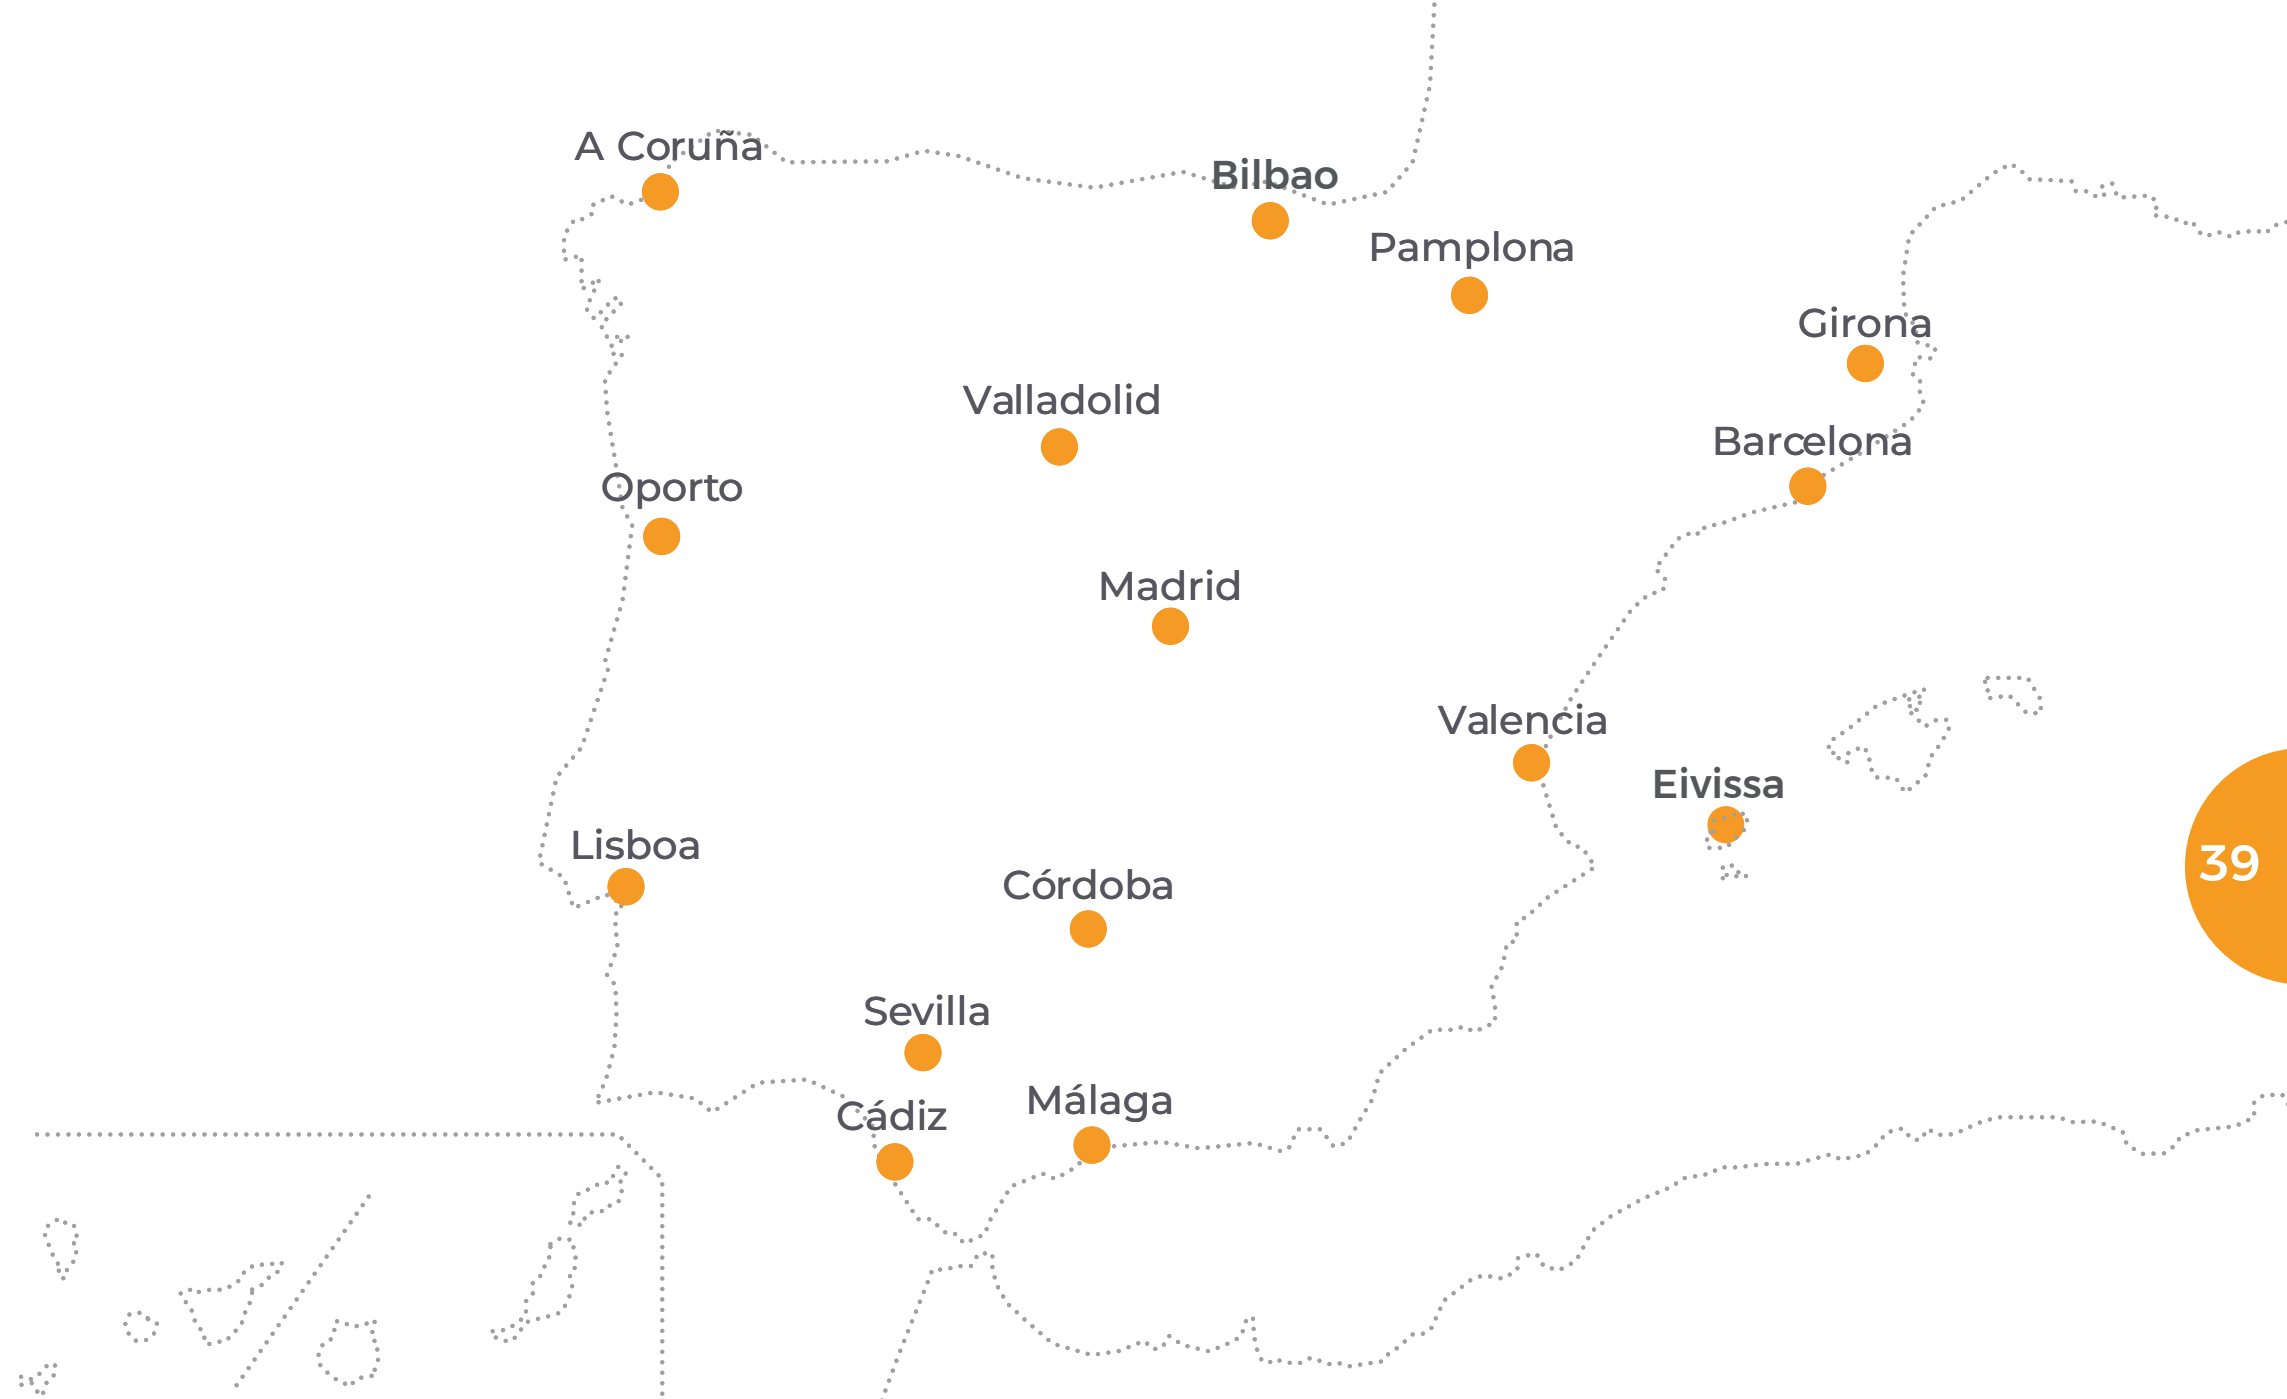 A Coruña
Bilbao
Pamplona
Girona
Valladolid
Barcelona
Oporto
Madrid
Valencia
Eivissa
Lisboa
39
Córdoba
Sevilla
Málaga
Cádiz